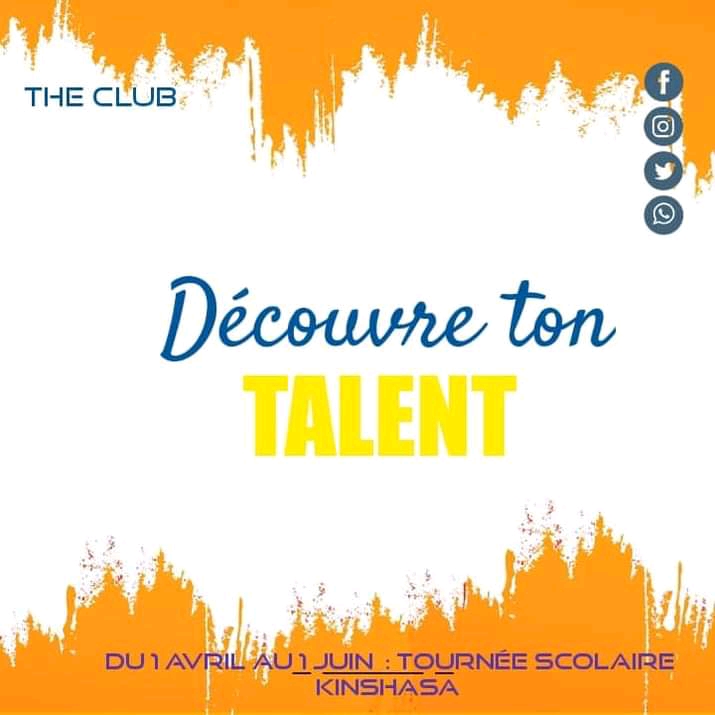 THE CLUB
Découvre ton
TALENT
DU 1 AVRIL AU 1 JUIN : TOURNÉE SCOLAIRE
KINSHASA